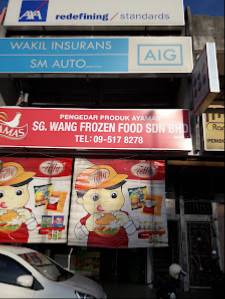 AXA redefining / standards
WAKIL INSURANS
SM AUTO
AIG
PENGEDAR PRODUK AYAMAS
AYAMAS
SG. WANG FROZEN FOOD SDN BHD
TEL: 09-517 8278